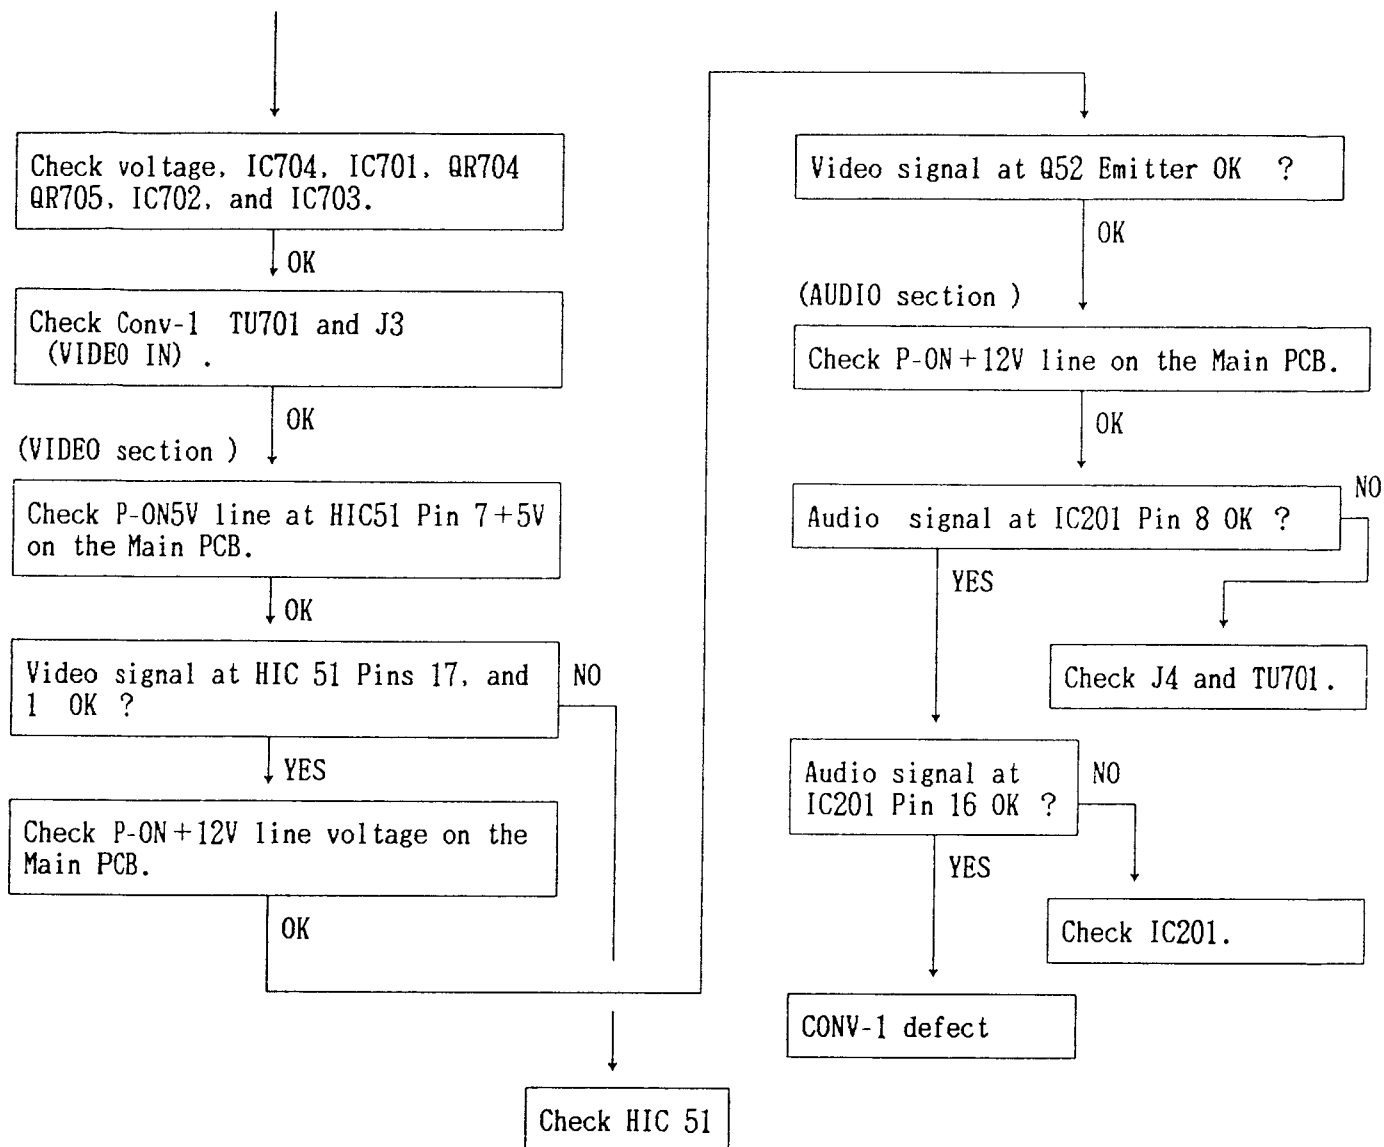 Check voltage, IC704, IC701, QR704
QR705, IC702, and IC703.
OK
Check Conv-1 TU701 and J3
(VIDEO IN) .
OK
(VIDEO section )
Check P-ON5V line at HIC51 Pin 7+5V
on the Main PCB.
OK
Video signal at HIC 51 Pins 17, and
1 OK ?
NO
YES
Check P-ON+12V line voltage on the
Main PCB.
OK
Check HIC 51
Video signal at Q52 Emitter OK ?
OK
(AUDIO section )
Check P-ON+12V line on the Main PCB.
OK
Audio signal at IC201 Pin 8 OK ?
NO
YES
Check J4 and TU701.
Audio signal at
IC201 Pin 16 OK ?
NO
YES
Check IC201.
CONV-1 defect